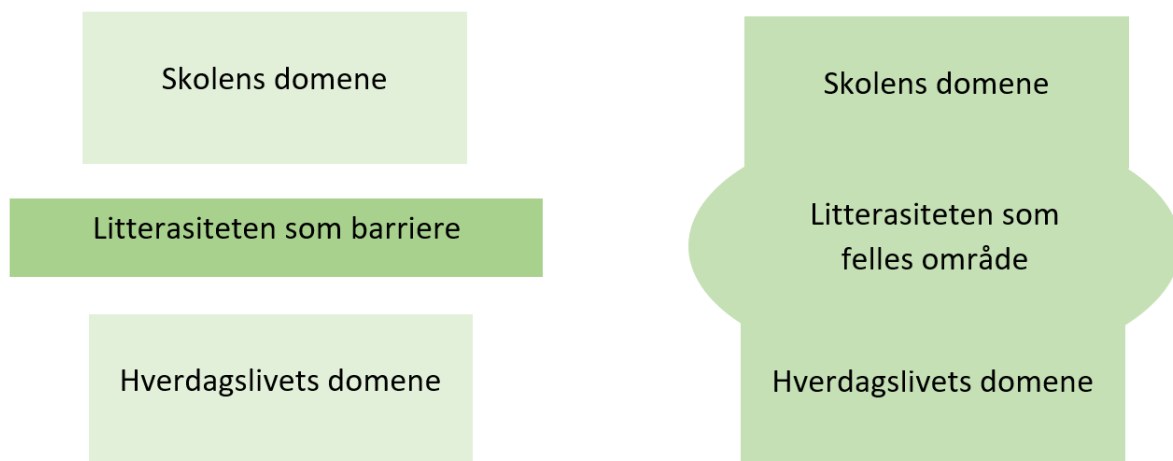 Skolens domene
Litterasiteten som barriere
Hverdagslivets domene
Skolens domene
Litterasiteten som
felles område
Hverdagslivets domene